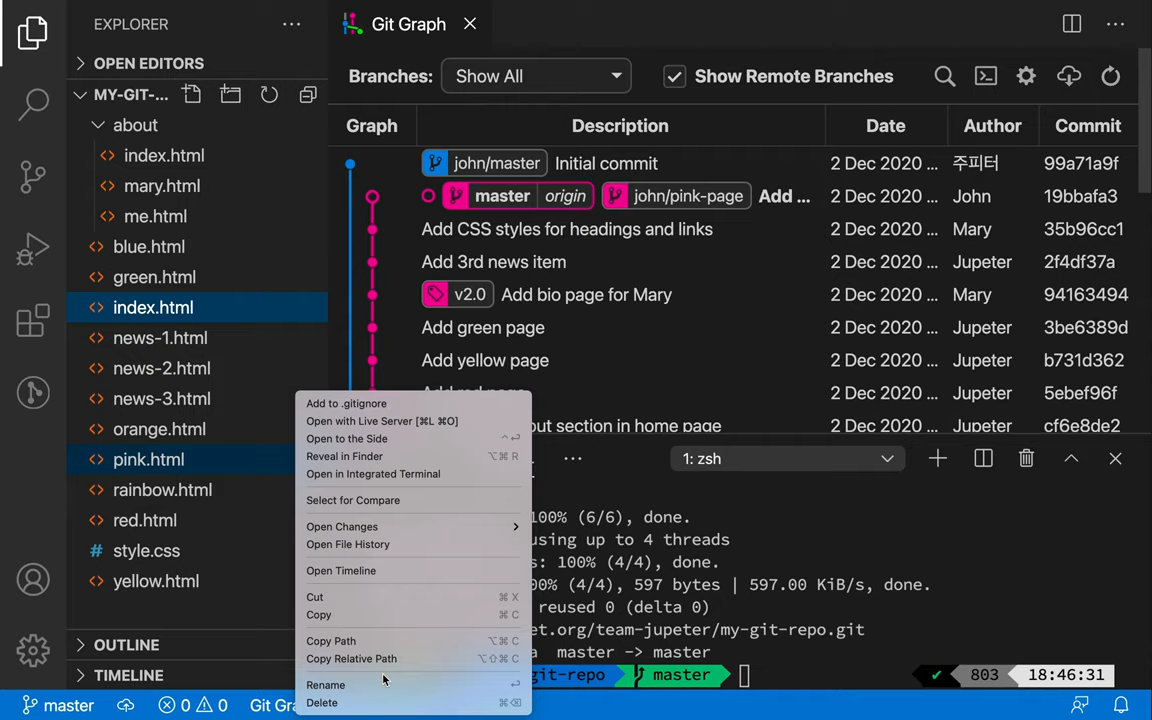 EXPLORER
OPEN EDITORS
MY-GIT-...
about
index.html
mary.html
me.html
blue.html
green.html
index.html
news-1.html
news-2.html
news-3.html
orange.html
pink.html
rainbow.html
red.html
style.css
yellow.html
OUTLINE
TIMELINE
Git Graph
Branches: Show All Show Remote Branches
Graph Description Date Author Commit
john/master Initial commit 2 Dec 2020 ... 주피터 99a71a9f
master origin john/pink-page Add ... 2 Dec 2020 ... John 19bbafa3
Add CSS styles for headings and links 2 Dec 2020 ... Mary 35b96cc1
Add 3rd news item 2 Dec 2020 ... Jupeter 2f4df37a
v2.0 Add bio page for Mary 2 Dec 2020 ... Mary 94163494
Add green page 2 Dec 2020 ... Jupeter 3be6389d
Add yellow page 2 Dec 2020 ... Jupeter b731d362
Add red page 2 Dec 2020 ... Jupeter 5ebef96f
out section in home page 2 Dec 2020 ... Jupeter cf6e8de2
Add to .gitignore
Open with Live Server [⌘L ⌘O]
Open to the Side ⌃↩
Reveal in Finder ⌥⌘ R
Open in Integrated Terminal
Select for Compare
Open Changes
Open File History
Open Timeline
Cut ⌘ X
Copy ⌘ C
Copy Path ⌥⌘ C
Copy Relative Path ⌥⇧⌘ C
Rename ↩
Delete ⌘⌫
1: zsh
100% (6/6), done.
using up to 4 threads
s: 100% (4/4), done.
00% (4/4), 597 bytes | 597.00 KiB/s, done.
reused 0 (delta 0)
et.org/team-jupeter/my-git-repo.git
a master -> master
git-repo master ✔ 803 18:46:31
master 0 0 Git Gra